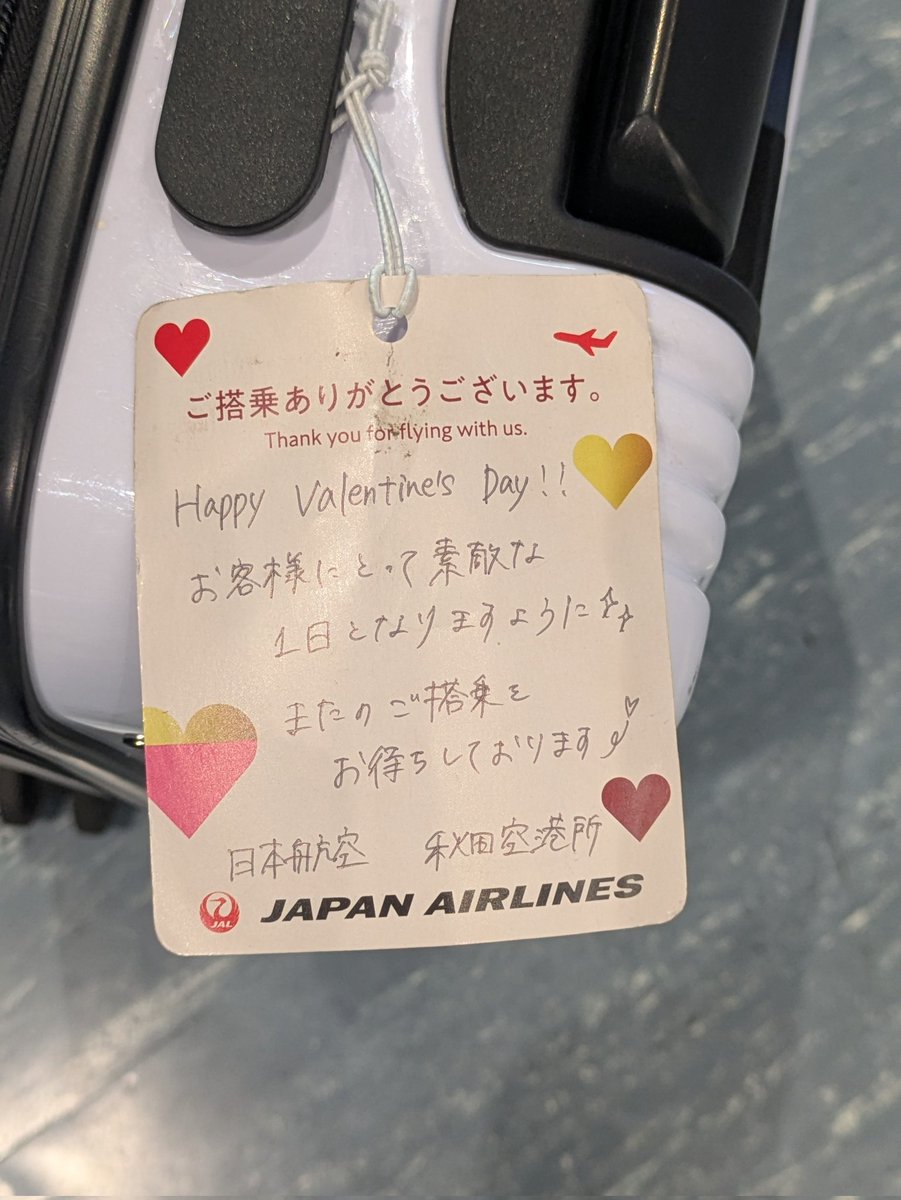 ご搭乗ありがとうございます。
Thank you for flying with us.
Happy Valentine's Day!!
お客様にとって素敵な
1日となりますように
またのご搭乗を
お待ちしております
日本航空 秋田空港所
JAL JAPAN AIRLINES